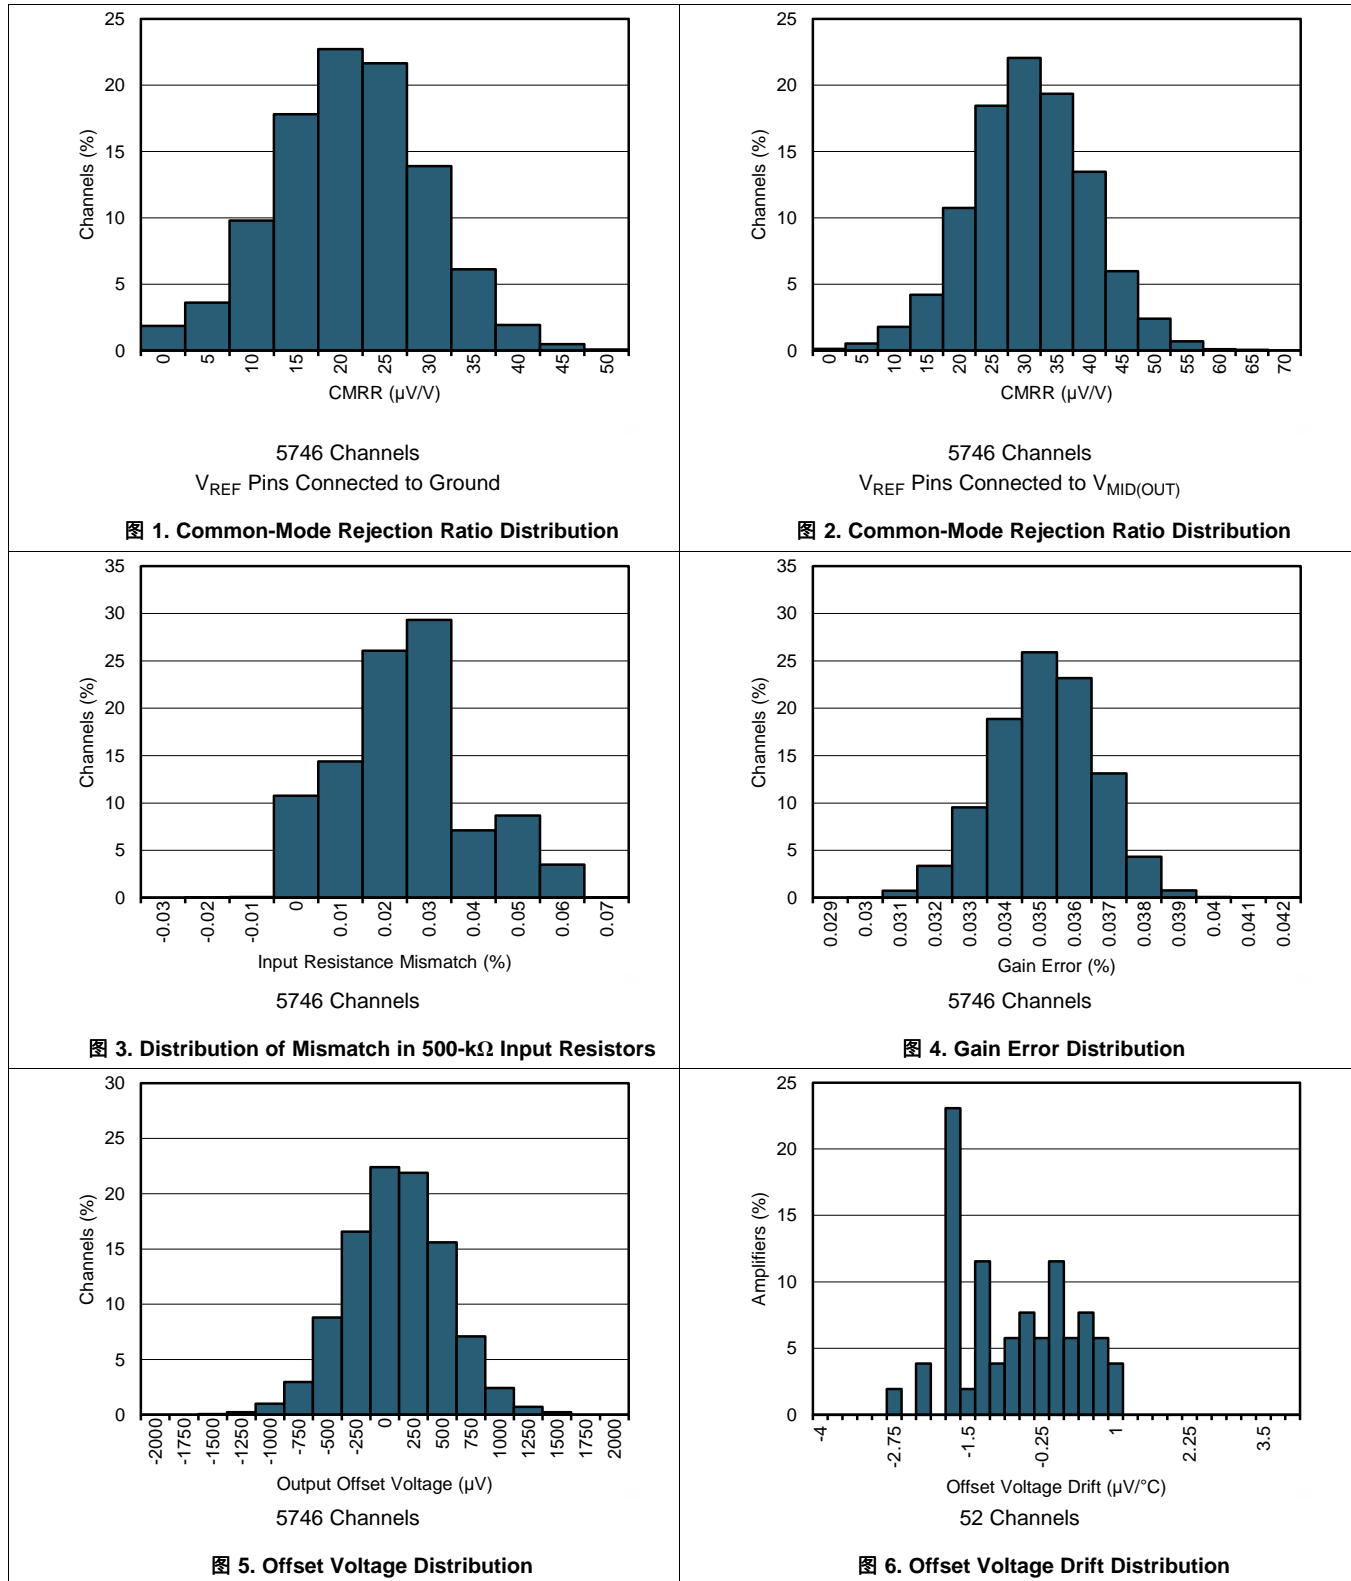 25
20
15
10
5
0
Channels (%)
0 5 10 15 20 25 30 35 40 45 50
CMRR (µV/V)
5746 Channels
VREF Pins Connected to Ground
图 1. Common-Mode Rejection Ratio Distribution
25
20
15
10
5
0
Channels (%)
0 5 10 15 20 25 30 35 40 45 50 55 60 65 70
CMRR (µV/V)
5746 Channels
VREF Pins Connected to VMID(OUT)
图 2. Common-Mode Rejection Ratio Distribution
35
30
25
20
15
10
5
0
Channels (%)
-0.03 -0.02 -0.01 0 0.01 0.02 0.03 0.04 0.05 0.06 0.07
Input Resistance Mismatch (%)
5746 Channels
图 3. Distribution of Mismatch in 500-kΩ Input Resistors
35
30
25
20
15
10
5
0
Channels (%)
0.029 0.03 0.031 0.032 0.033 0.034 0.035 0.036 0.037 0.038 0.039 0.04 0.041 0.042
Gain Error (%)
5746 Channels
图 4. Gain Error Distribution
30
25
20
15
10
5
0
Channels (%)
-2000 -1750 -1500 -1250 -1000 -750 -500 -250 0 250 500 750 1000 1250 1500 1750 2000
Output Offset Voltage (µV)
5746 Channels
图 5. Offset Voltage Distribution
25
20
15
10
5
0
Amplifiers (%)
-4 -2.75 -1.5 -0.25 1 2.25 3.5
Offset Voltage Drift (µV/°C)
52 Channels
图 6. Offset Voltage Drift Distribution